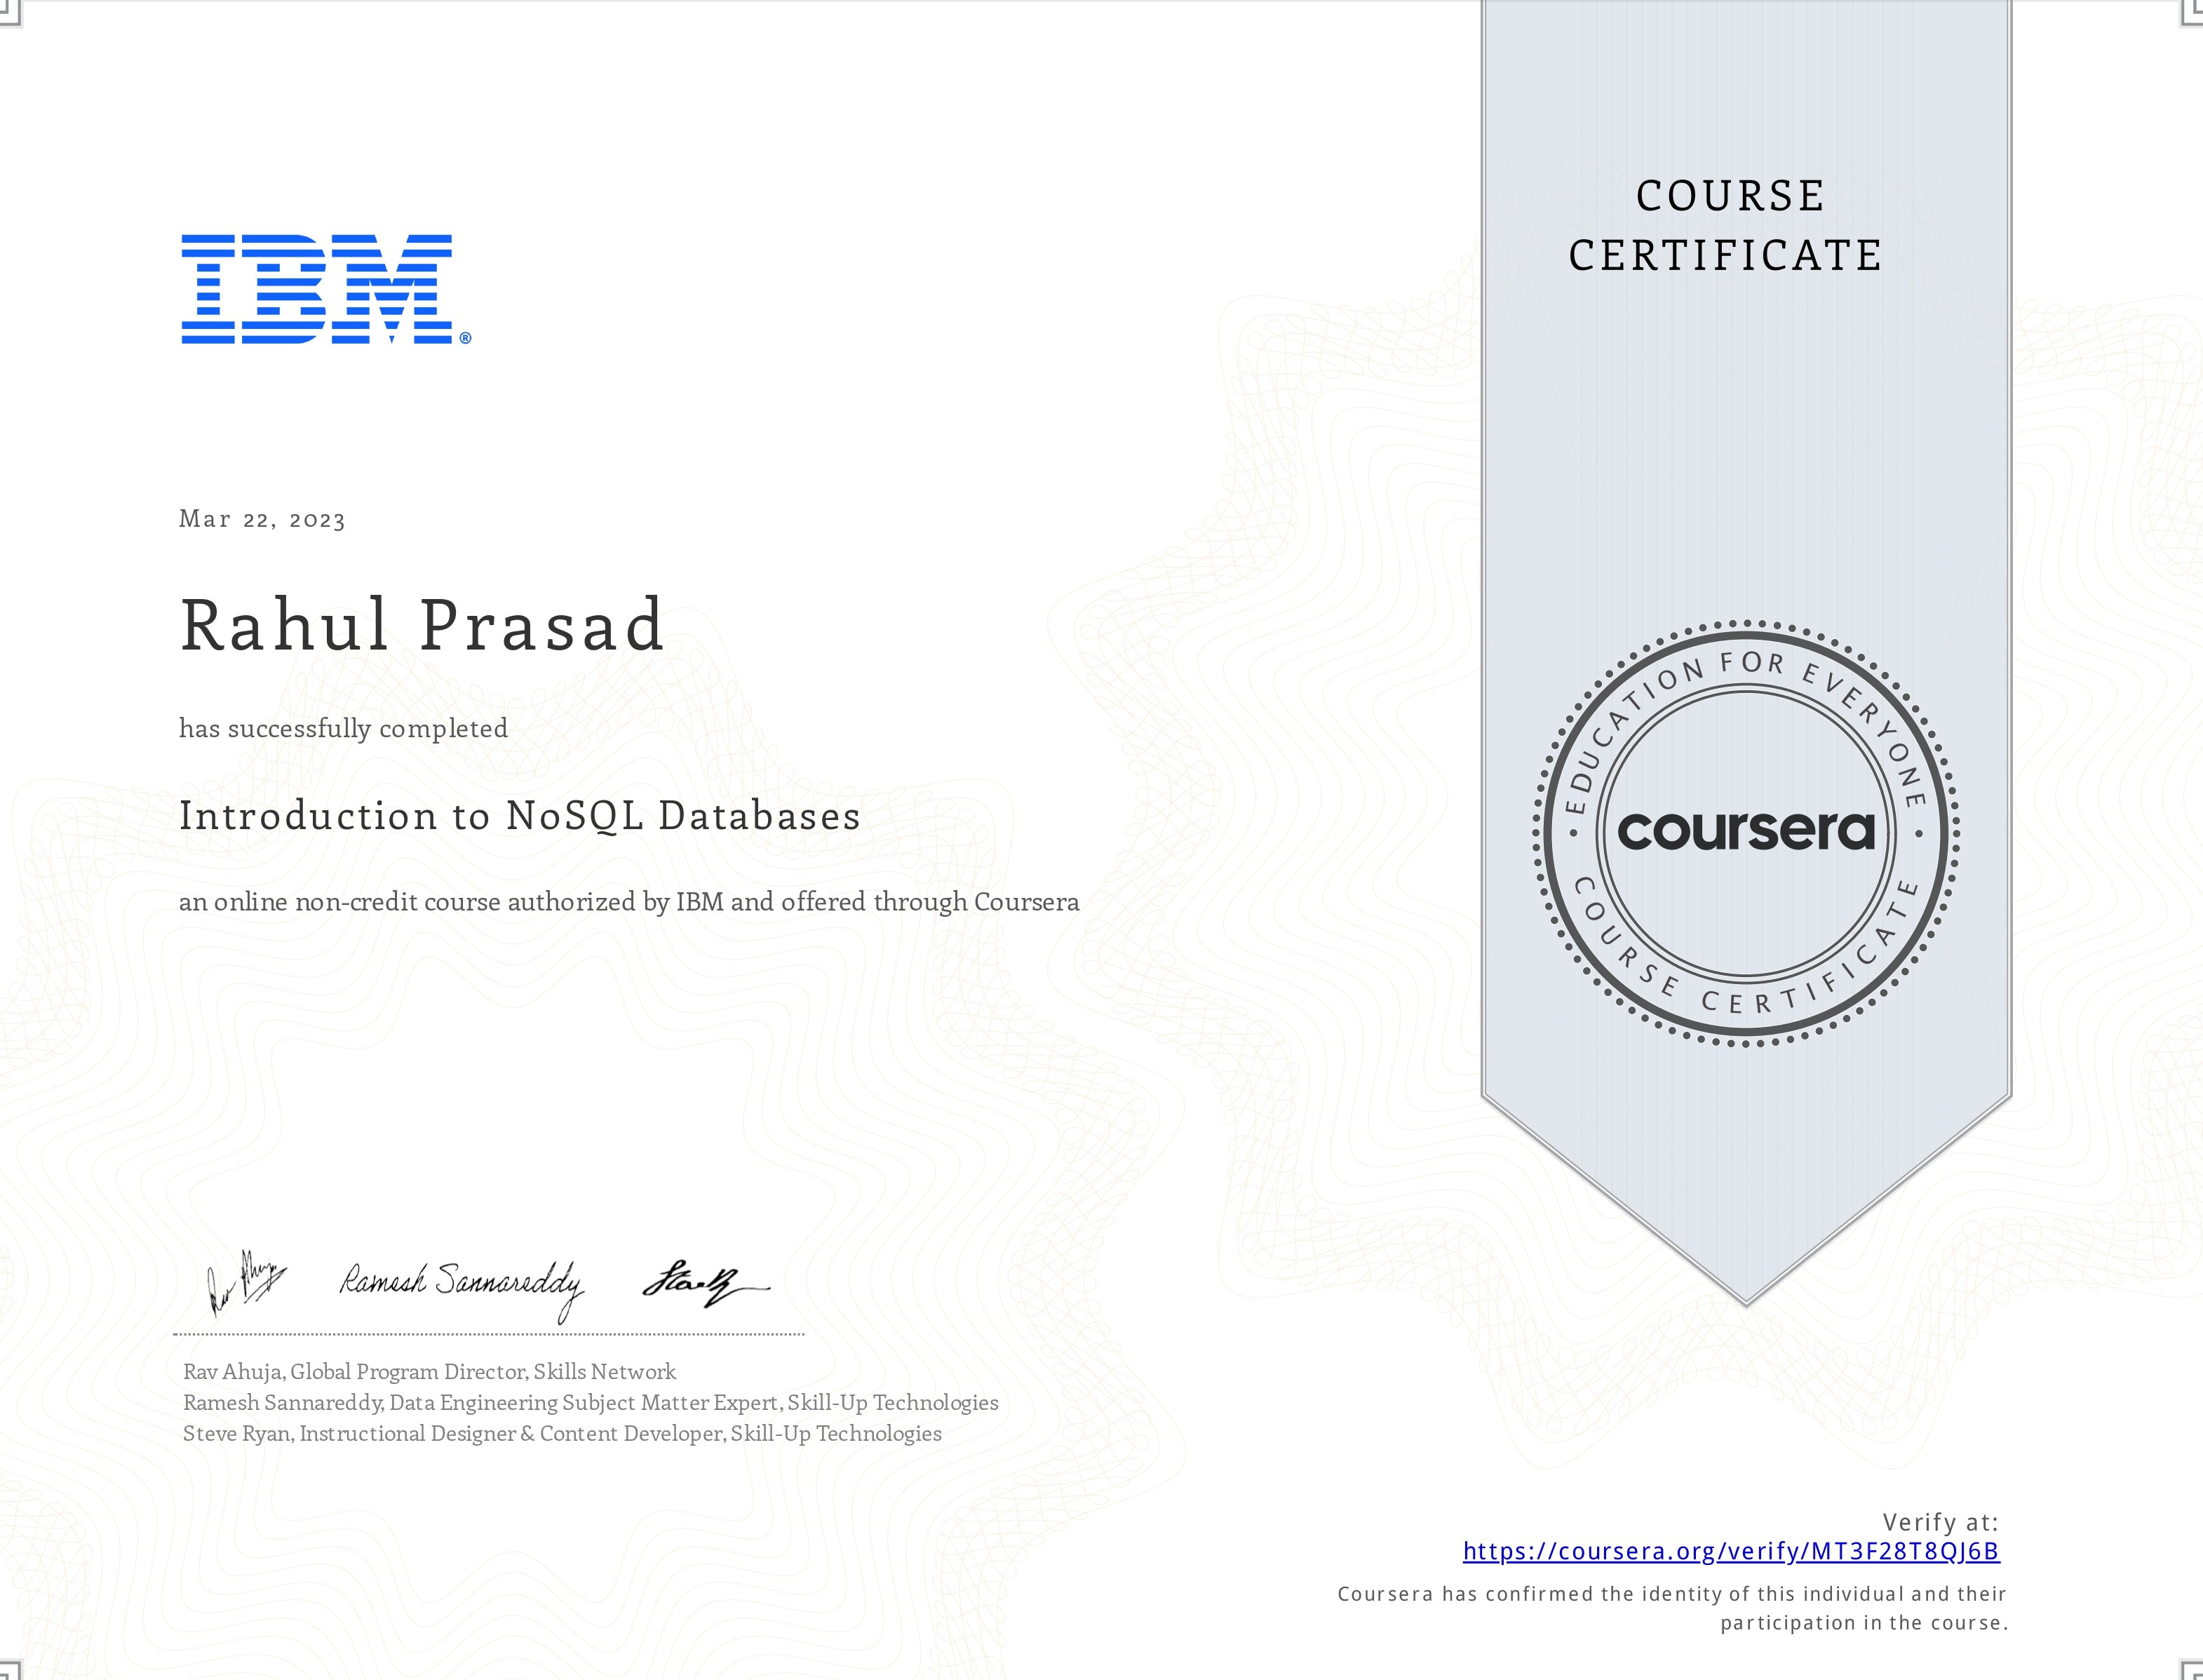 COURSE
CERTIFICATE
IBM®
Mar 22, 2023
Rahul Prasad
has successfully completed
Introduction to NoSQL Databases
an online non-credit course authorized by IBM and offered through Coursera
EDUCATION FOR EVERYONE
coursera
COURSE CERTIFICATE
Ramesh Sannareddy
Rav Ahuja, Global Program Director, Skills Network
Ramesh Sannareddy, Data Engineering Subject Matter Expert, Skill-Up Technologies
Steve Ryan, Instructional Designer & Content Developer, Skill-Up Technologies
Verify at:
https://coursera.org/verify/MT3F28T8QJ6B
Coursera has confirmed the identity of this individual and their
participation in the course.